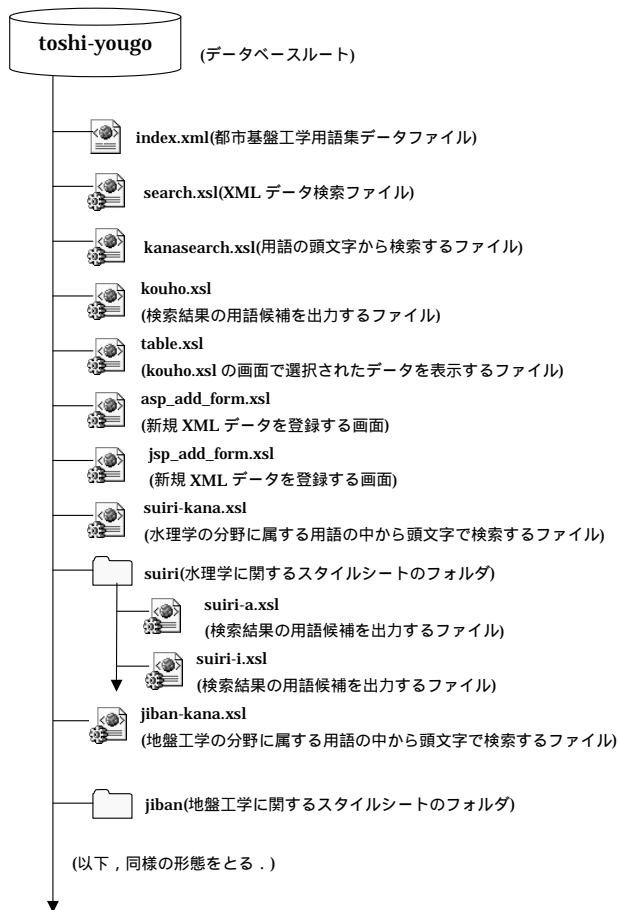 toshi-yougo
(データベースルート)
index.xml(都市基盤工学用語集データファイル)
search.xsl(XML データ検索ファイル)
kanasearch.xsl(用語の頭文字から検索するファイル)
kouho.xsl
(検索結果の用語候補を出力するファイル)
table.xsl
(kouho.xsl の画面で選択されたデータを表示するファイル)
asp_add_form.xsl
(新規 XML データを登録する画面)
jsp_add_form.xsl
(新規 XML データを登録する画面)
suiri-kana.xsl
(水理学の分野に属する用語の中から頭文字で検索するファイル)
suiri(水理学に関するスタイルシートのフォルダ)
suiri-a.xsl
(検索結果の用語候補を出力するファイル)
suiri-i.xsl
(検索結果の用語候補を出力するファイル)
jiban-kana.xsl
(地盤工学の分野に属する用語の中から頭文字で検索するファイル)
jiban(地盤工学に関するスタイルシートのフォルダ)
(以下，同様の形態をとる．)